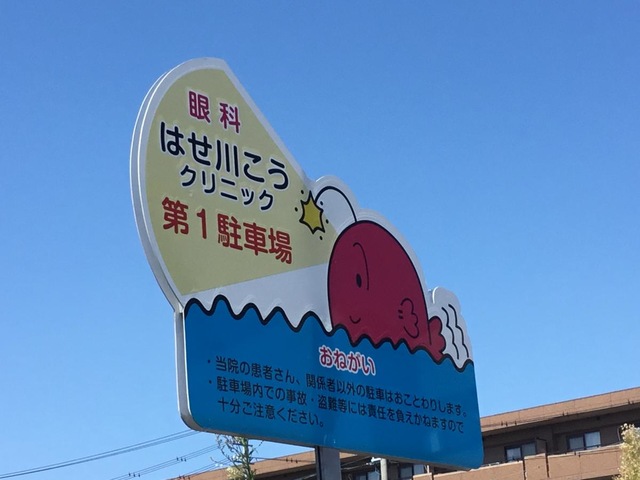 眼科
はせ川こう
クリニック
第1駐車場
おねがい
・当院の患者さん、関係者以外の駐車はおことわりします。
・駐車場内での事故・盗難等には責任を負えかねますので
十分ご注意ください。